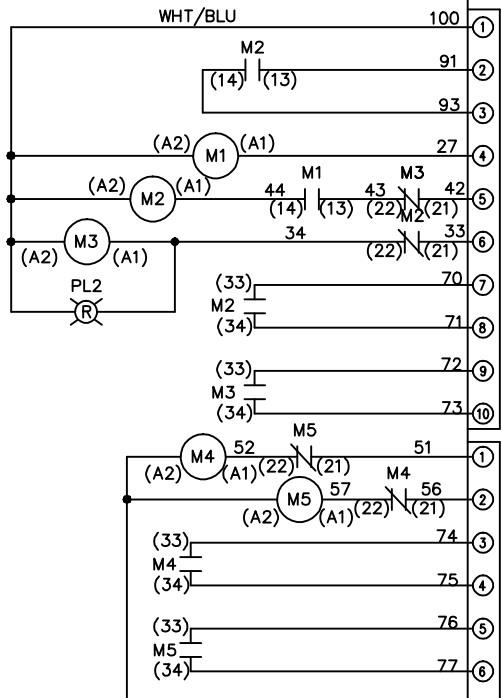 WHT/BLU 100 1
M2
(14) (13) 91 2
93 3
(A2) M1 (A1) 27 4
(A2) M2 (A1) 44 M1 43 M3 42 5
(14) (13) (22) (21)
M3 34 M2 33 6
(A2) (A1) (22) (21)
PL2
R
(33) 70 7
M2
(34) 71 8
(33) 72 9
M3
(34) 73 10
M5
M4 52 51 1
(A2) (A1) (22) (21)
M4
M5 57 56 2
(A2) (A1) (22) (21)
(33) 74 3
M4
(34) 75 4
(33) 76 5
M5
(34) 77 6